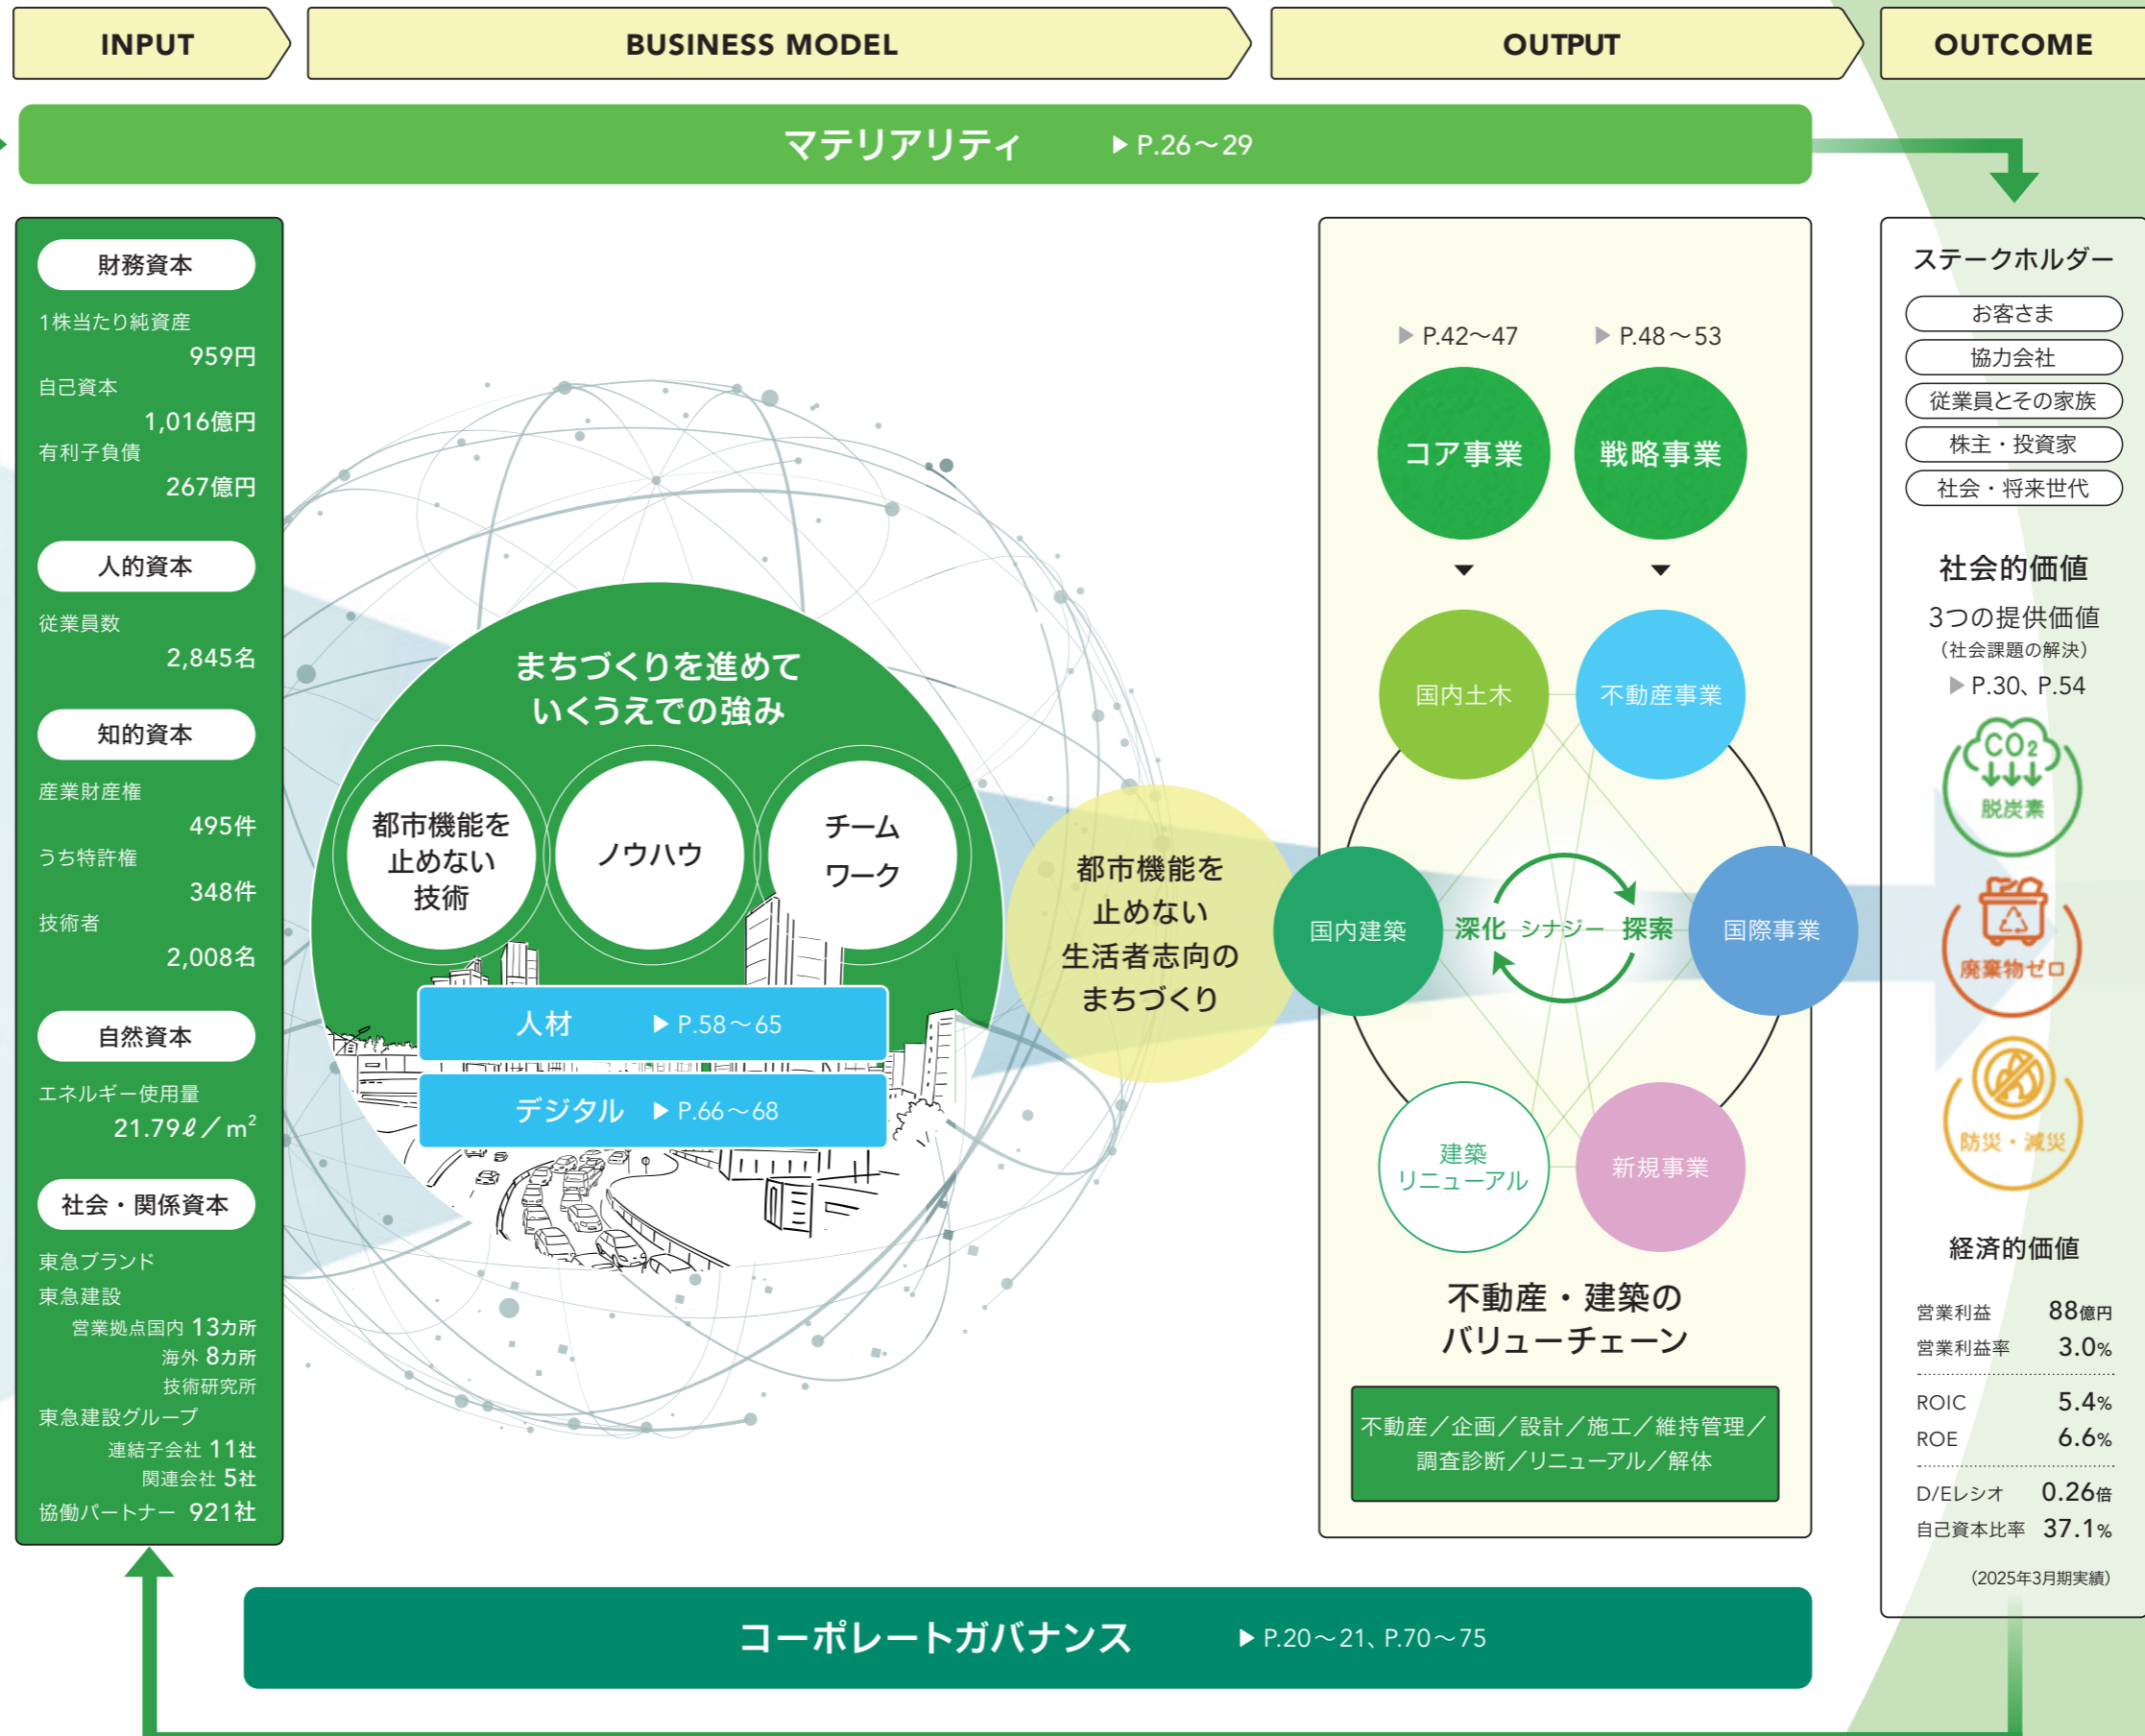 INPUT
BUSINESS MODEL
OUTPUT
OUTCOME
マテリアリティ ▶ P.26～29
財務資本
1株当たり純資産
959円
自己資本
1,016億円
有利子負債
267億円
人的資本
従業員数
2,845名
知的資本
産業財産権
495件
うち特許権
348件
技術者
2,008名
自然資本
エネルギー使用量
21.79ℓ／m²
社会・関係資本
東急ブランド
東急建設
営業拠点国内 13カ所
海外 8カ所
技術研究所
東急建設グループ
連結子会社 11社
関連会社 5社
協働パートナー 921社
まちづくりを進めて
いくうえでの強み
都市機能を
止めない
技術
ノウハウ
チーム
ワーク
人材 ▶ P.58～65
デジタル ▶ P.66～68
都市機能を
止めない
生活者志向の
まちづくり
▶ P.42～47
▶ P.48～53
コア事業
戦略事業
国内土木
不動産事業
国内建築
深化 シナジー 探索
国際事業
建築
リニューアル
新規事業
不動産・建築の
バリューチェーン
不動産／企画／設計／施工／維持管理／
調査診断／リニューアル／解体
ステークホルダー
お客さま
協力会社
従業員とその家族
株主・投資家
社会・将来世代
社会的価値
3つの提供価値
（社会課題の解決）
▶ P.30、P.54
CO₂
脱炭素
廃棄物ゼロ
防災・減災
経済的価値
営業利益 88億円
営業利益率 3.0%
ROIC 5.4%
ROE 6.6%
D/Eレシオ 0.26倍
自己資本比率 37.1%
（2025年3月期実績）
コーポレートガバナンス ▶ P.20～21、P.70～75